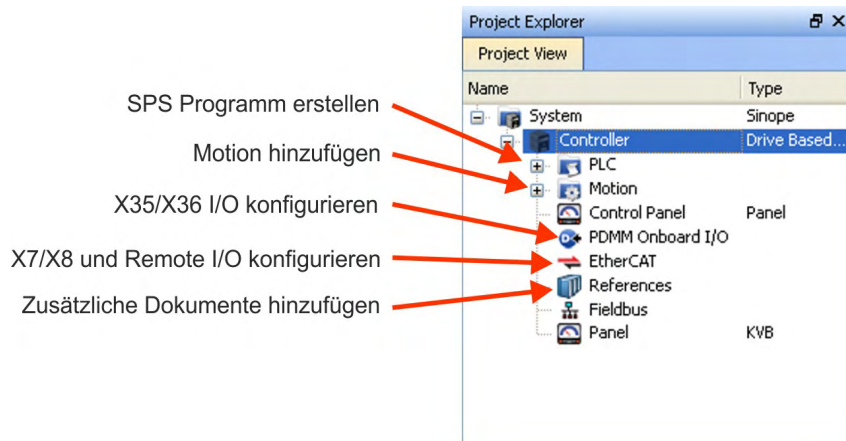 Project Explorer
Project View
Name Type
System Sinope
SPS Programm erstellen
Controller Drive Based...
Motion hinzufügen
PLC
Motion
X35/X36 I/O konfigurieren
Control Panel Panel
PDMM Onboard I/O
X7/X8 und Remote I/O konfigurieren
EtherCAT
Zusätzliche Dokumente hinzufügen
References
Fieldbus
Panel KVB